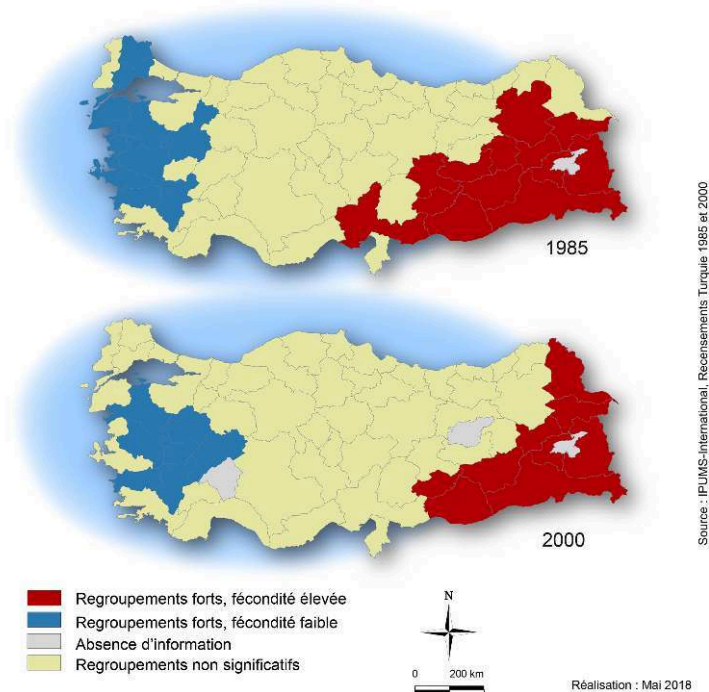 1985
2000
Source : IPUMS-International, Recensements Turquie 1985 et 2000
Regroupements forts, fécondité élevée
Regroupements forts, fécondité faible
Absence d'information
Regroupements non significatifs
N
0 200 km
Réalisation : Mai 2018